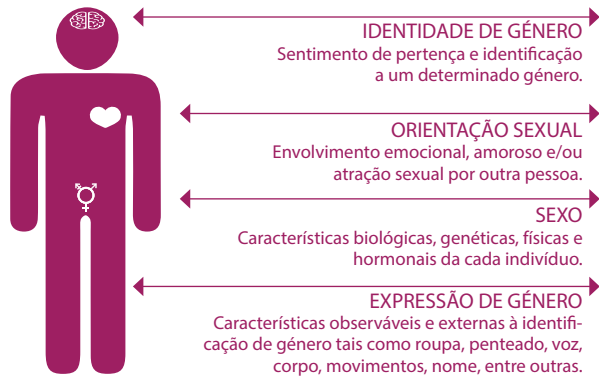 IDENTIDADE DE GÉNERO
Sentimento de pertença e identificação
a um determinado género.
ORIENTAÇÃO SEXUAL
Envolvimento emocional, amoroso e/ou
atração sexual por outra pessoa.
SEXO
Características biológicas, genéticas, físicas e
hormonais da cada indivíduo.
EXPRESSÃO DE GÉNERO
Características observáveis e externas à identifi-
cação de género tais como roupa, penteado, voz,
corpo, movimentos, nome, entre outras.